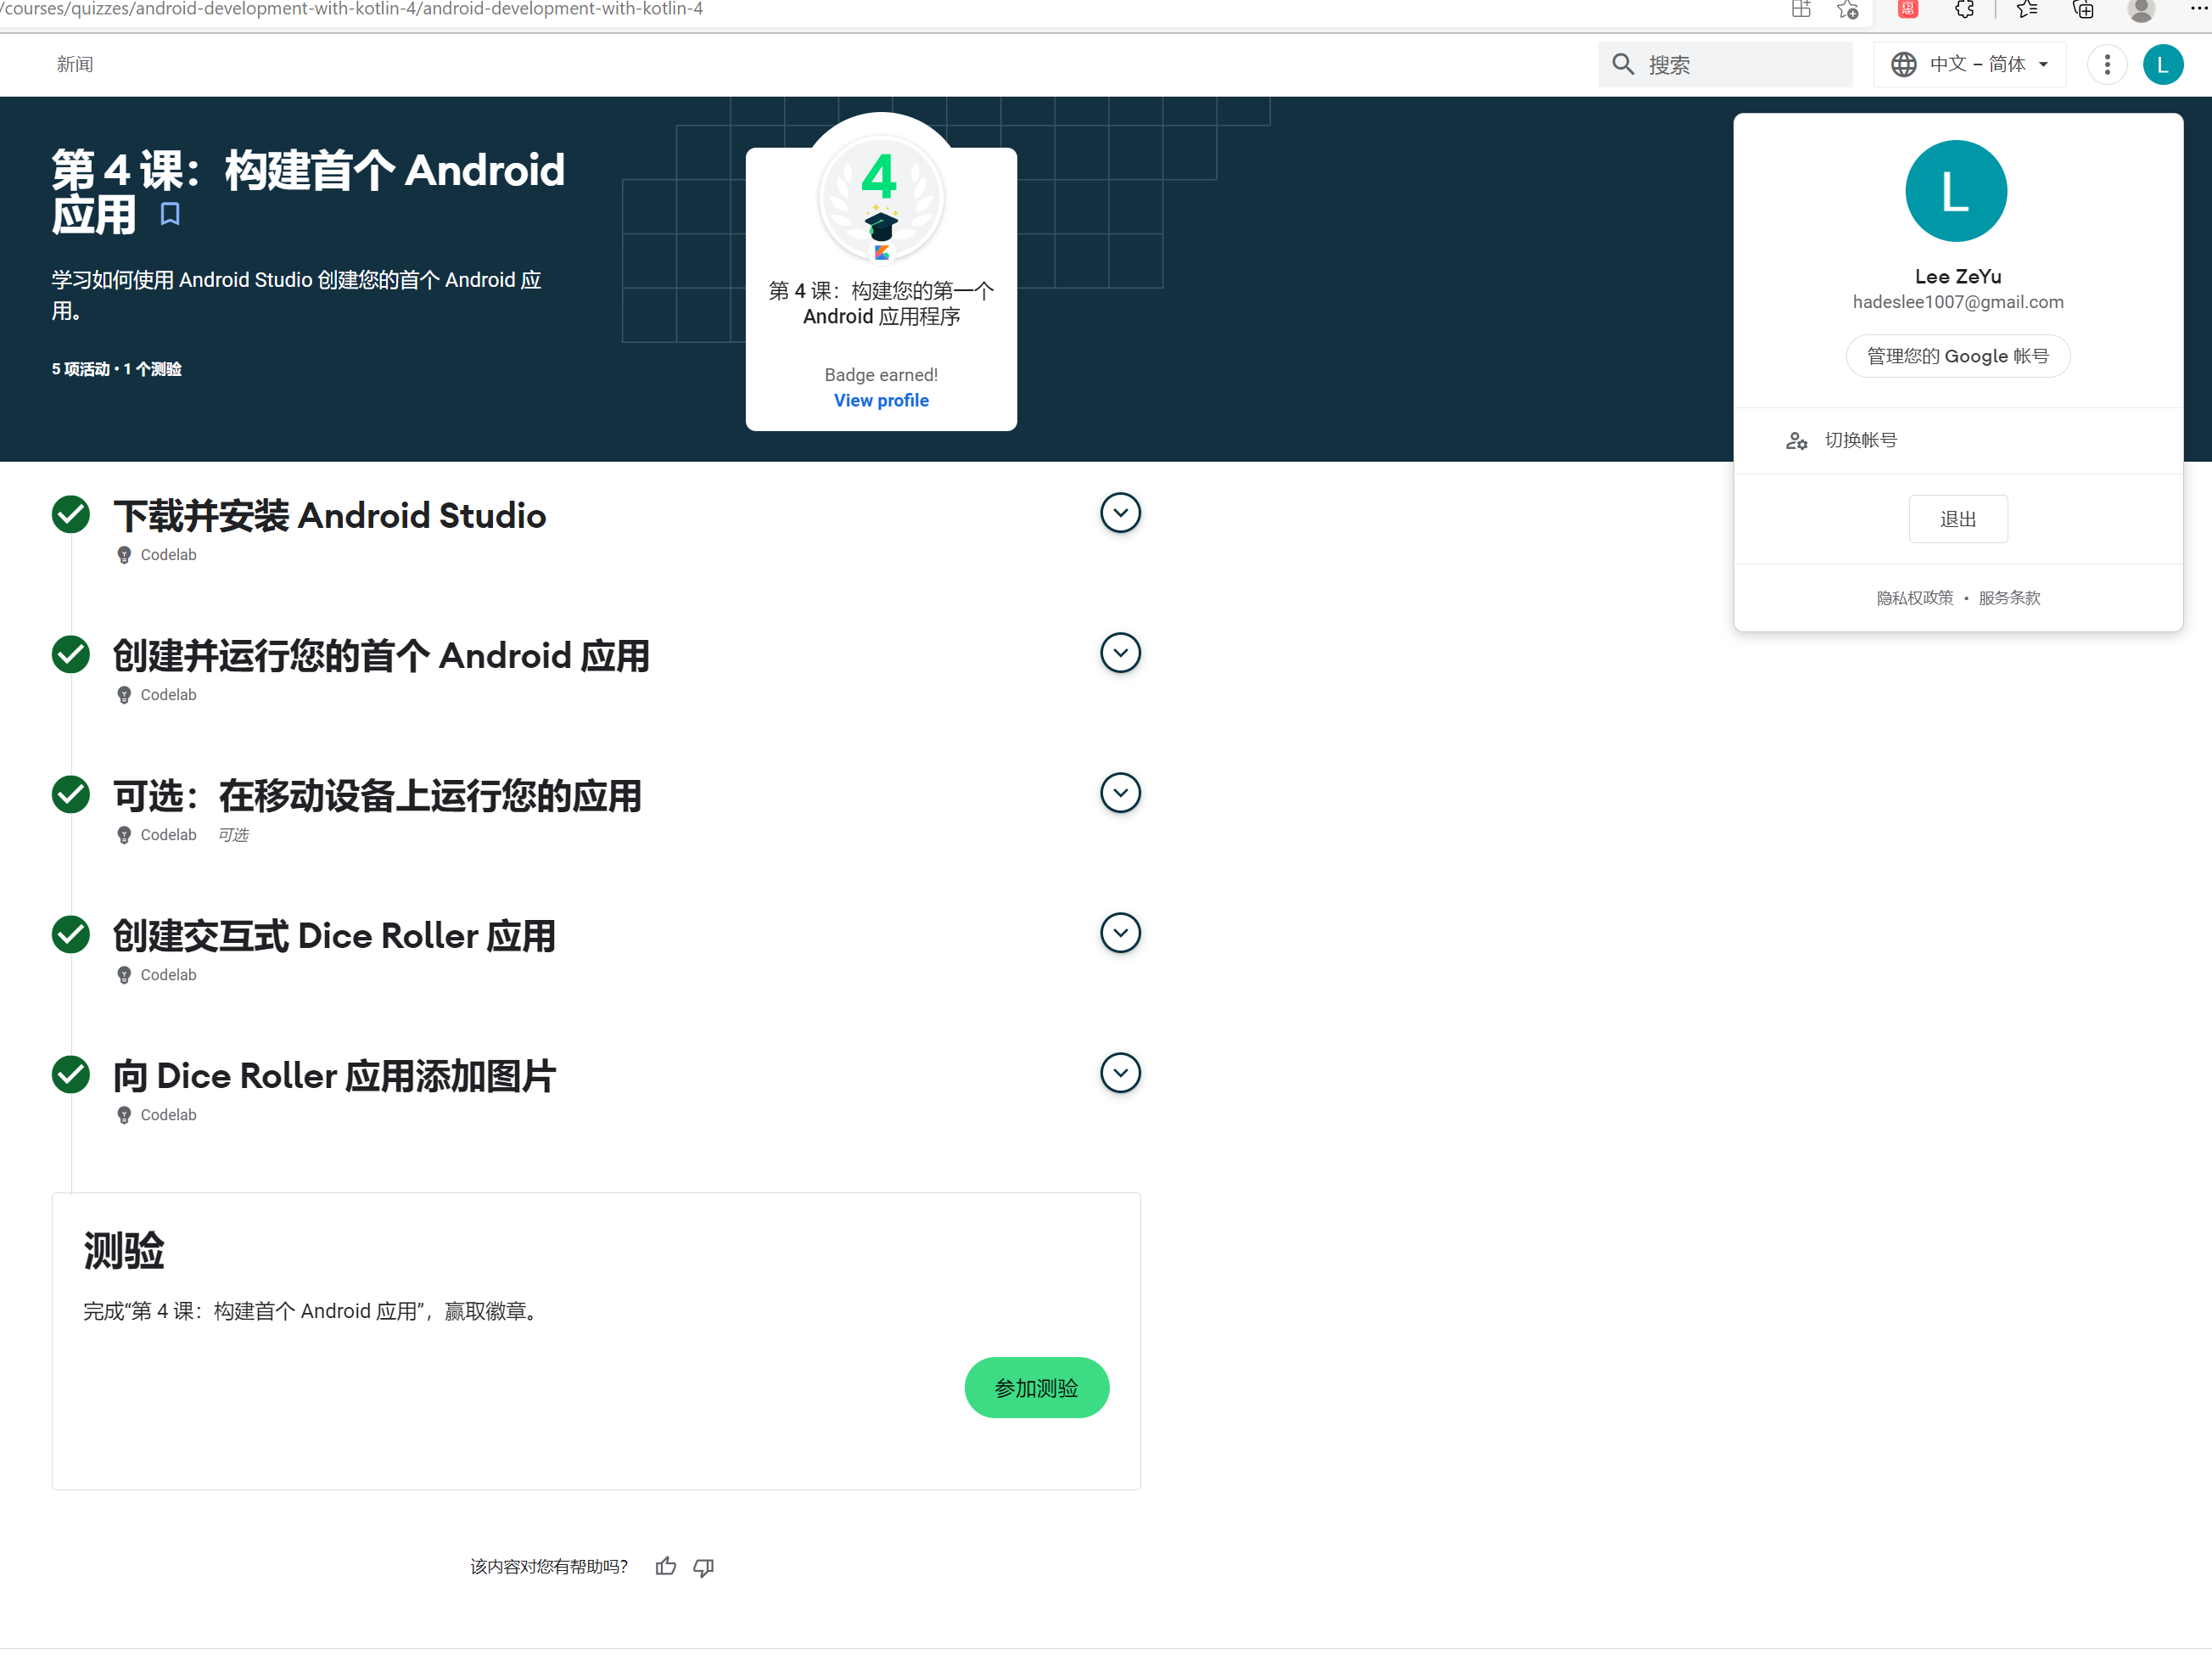 /courses/quizzes/android-development-with-kotlin-4/android-development-with-kotlin-4
惠
新闻
搜索
中文 – 简体
L
第 4 课：构建首个 Android
应用
学习如何使用 Android Studio 创建您的首个 Android 应
用。
5 项活动 • 1 个测验
4
第 4 课：构建您的第一个
Android 应用程序
Badge earned!
View profile
L
Lee ZeYu
hadeslee1007@gmail.com
管理您的 Google 帐号
切换帐号
退出
隐私权政策 • 服务条款
下载并安装 Android Studio
Codelab
创建并运行您的首个 Android 应用
Codelab
可选：在移动设备上运行您的应用
Codelab 可选
创建交互式 Dice Roller 应用
Codelab
向 Dice Roller 应用添加图片
Codelab
测验
完成“第 4 课：构建首个 Android 应用”，赢取徽章。
参加测验
该内容对您有帮助吗？